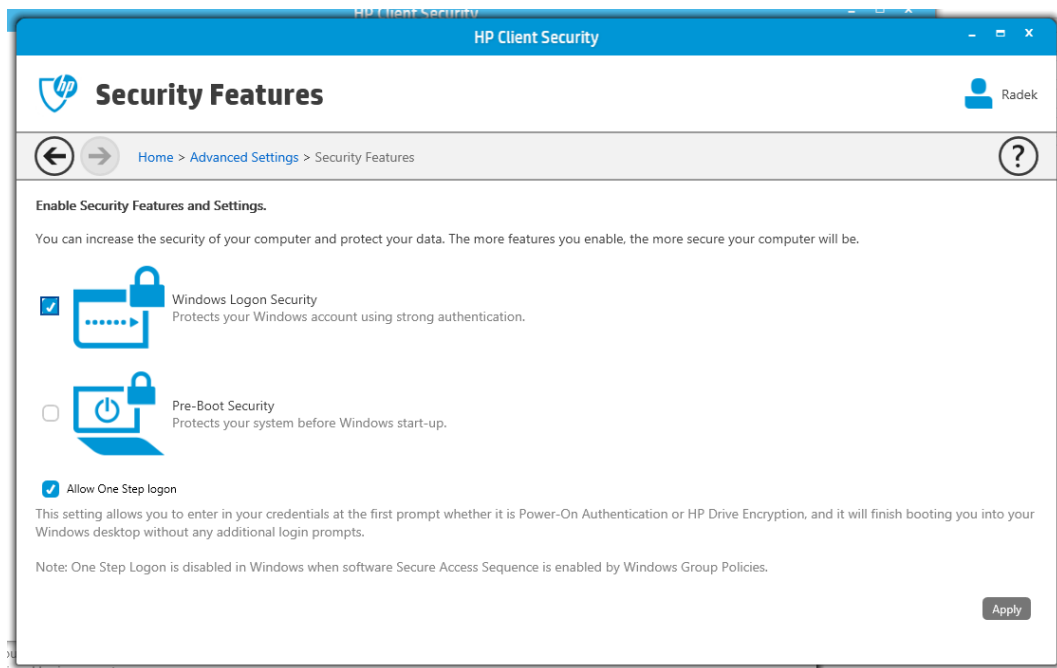 HP Client Security
HP Client Security
hp
Security Features
Radek
Home > Advanced Settings > Security Features
?
Enable Security Features and Settings.
You can increase the security of your computer and protect your data. The more features you enable, the more secure your computer will be.
Windows Logon Security
Protects your Windows account using strong authentication.
Pre-Boot Security
Protects your system before Windows start-up.
Allow One Step logon
This setting allows you to enter in your credentials at the first prompt whether it is Power-On Authentication or HP Drive Encryption, and it will finish booting you into your
Windows desktop without any additional login prompts.
Note: One Step Logon is disabled in Windows when software Secure Access Sequence is enabled by Windows Group Policies.
Apply